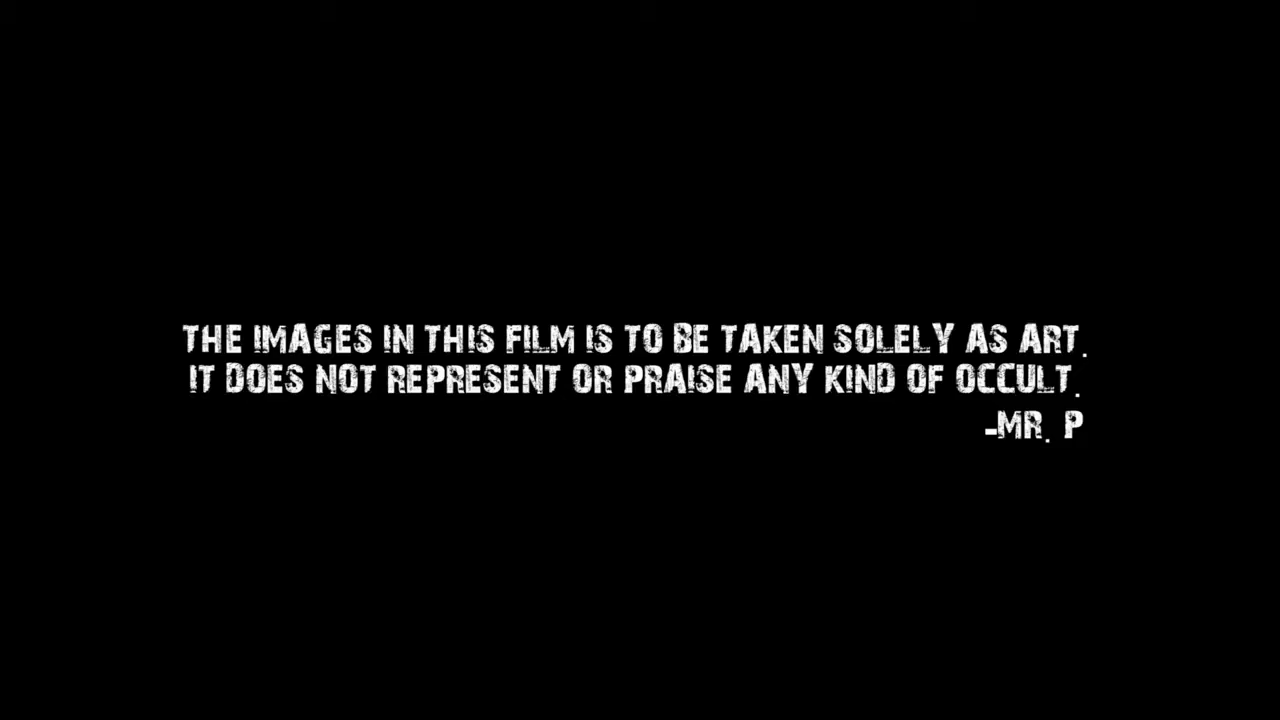 THE IMAGES IN THIS FILM IS TO BE TAKEN SOLELY AS ART.
IT DOES NOT REPRESENT OR PRAISE ANY KIND OF OCCULT.
-MR. P